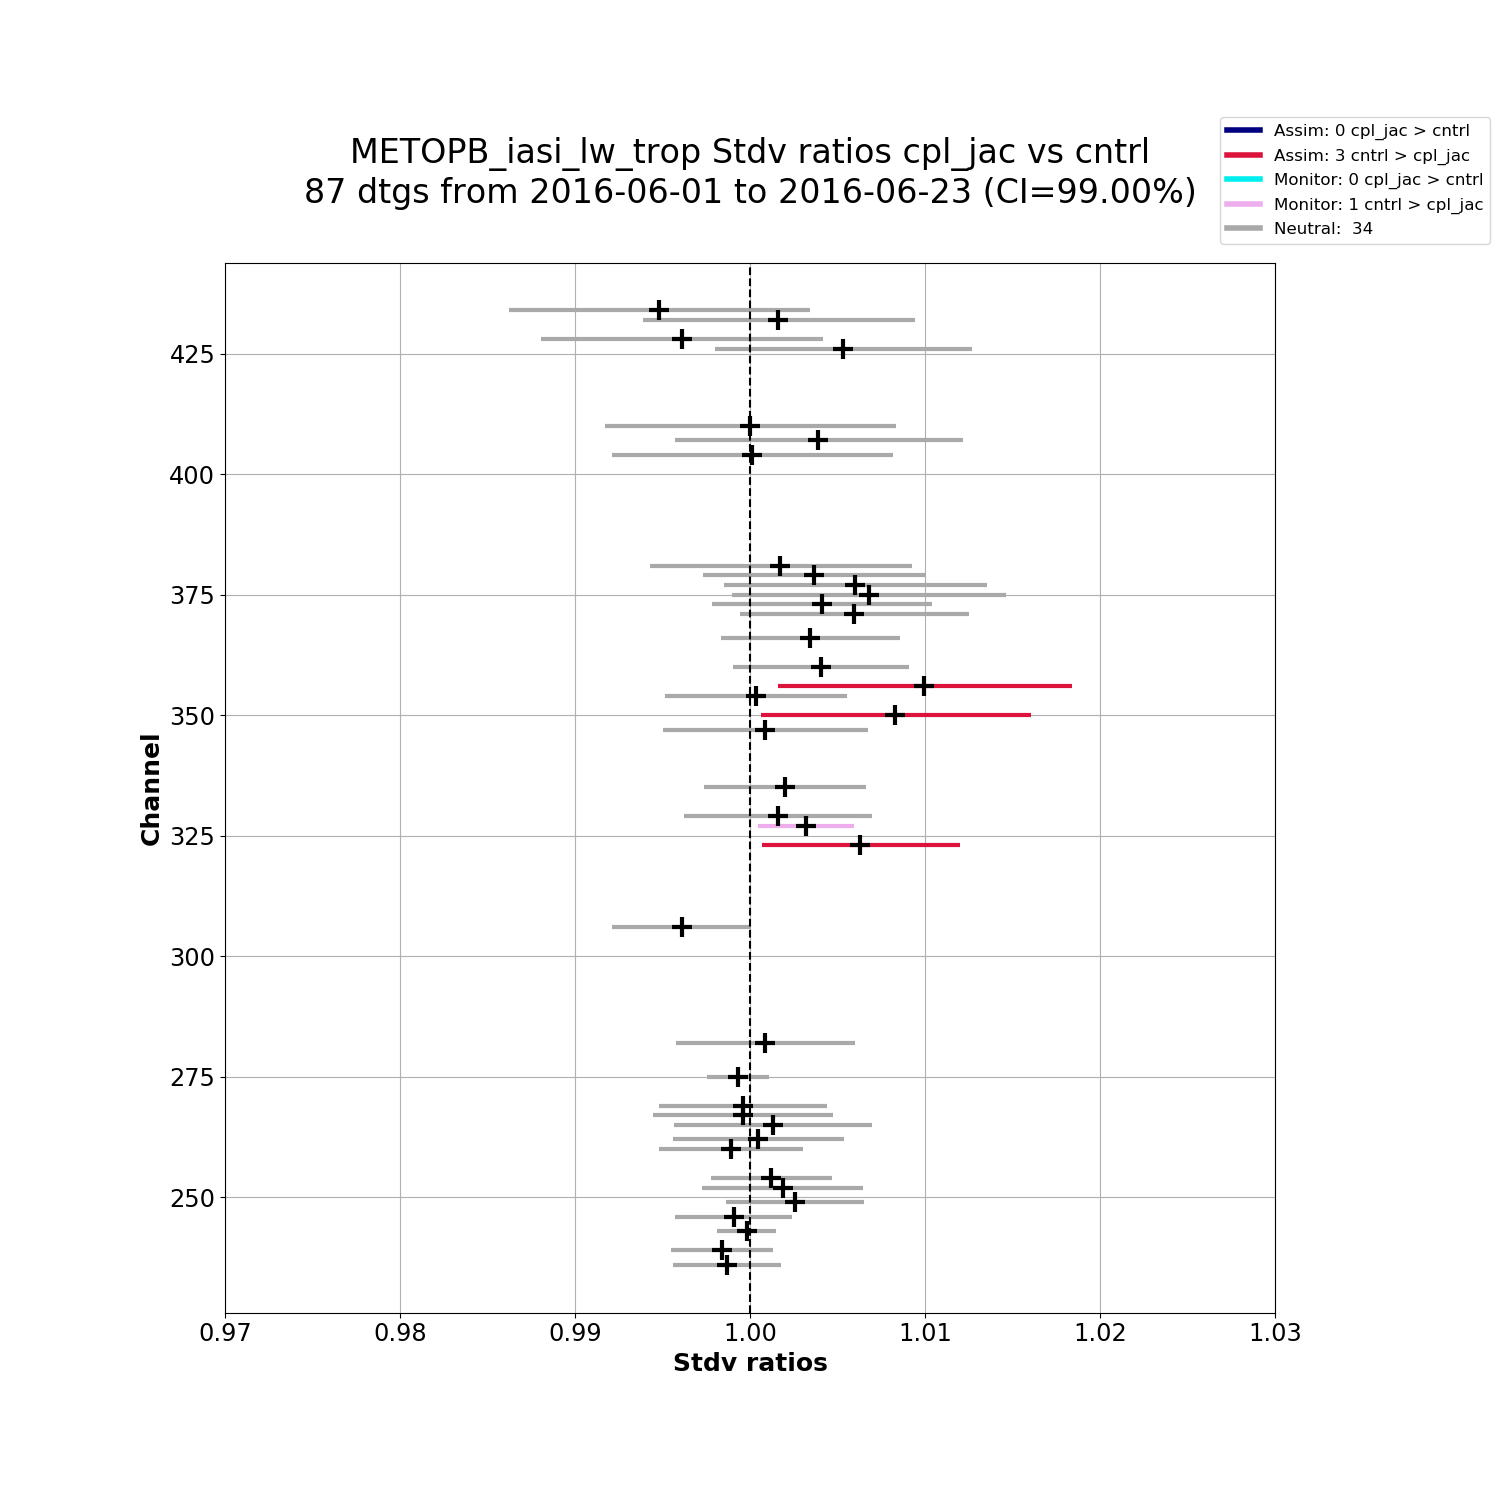 METOPB_iasi_lw_trop Stdv ratios cpl_jac vs cntrl
87 dtgs from 2016-06-01 to 2016-06-23 (CI=99.00%)
Assim: 0 cpl_jac > cntrl
Assim: 3 cntrl > cpl_jac
Monitor: 0 cpl_jac > cntrl
Monitor: 1 cntrl > cpl_jac
Neutral:  34
425
400
375
350
325
300
275
250
Channel
0.97
0.98
0.99
1.00
1.01
1.02
1.03
Stdv ratios